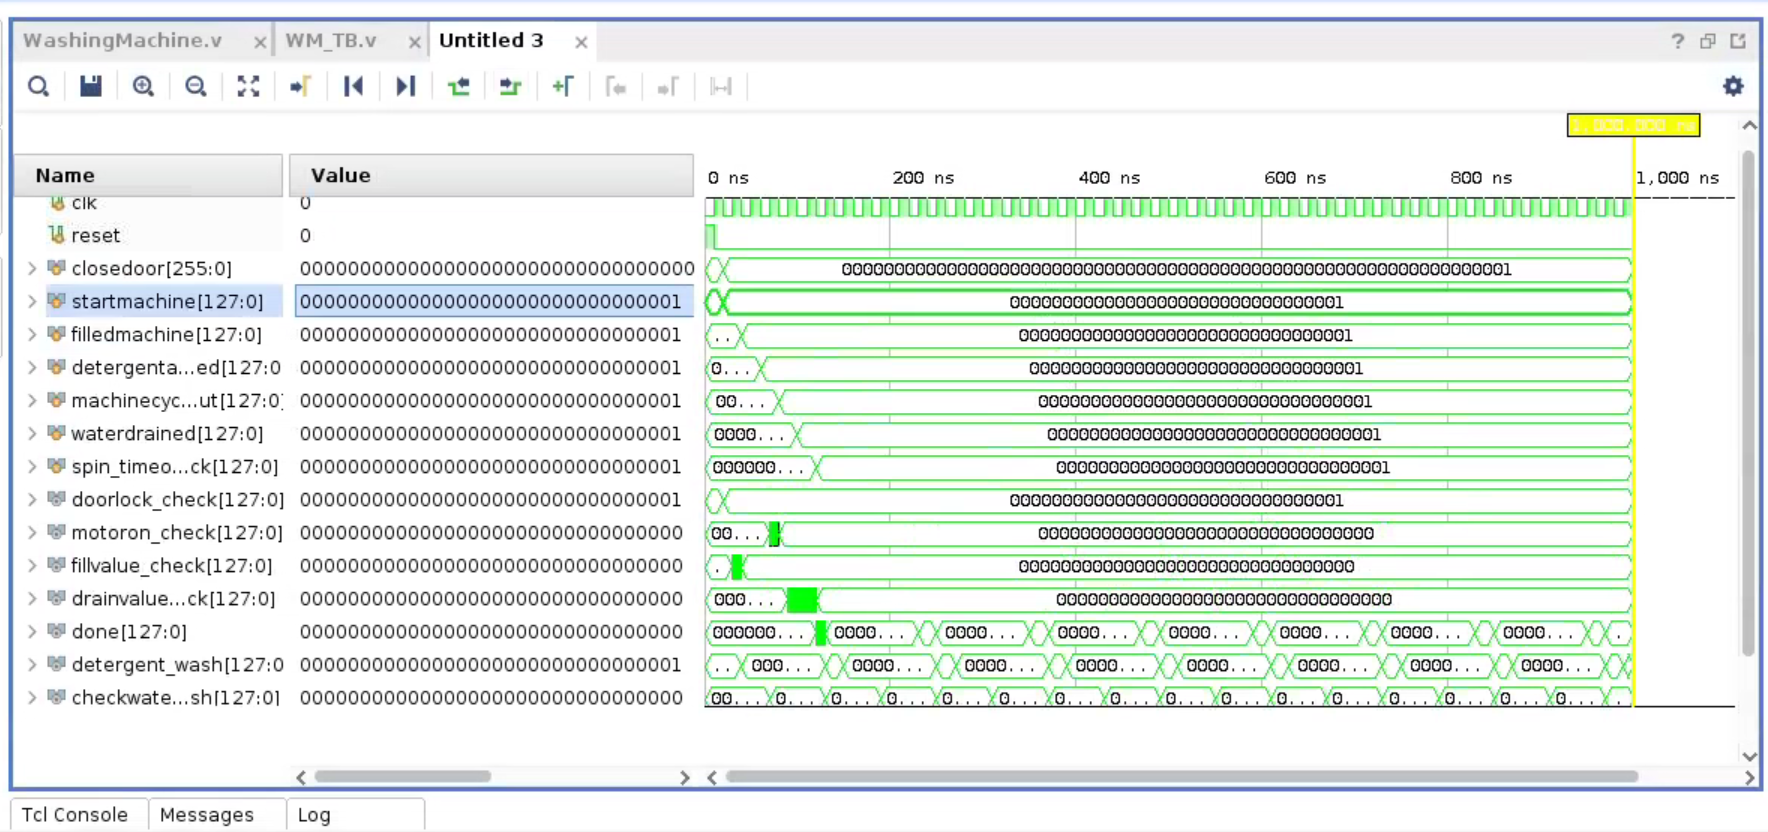 WashingMachine.v × WM_TB.v × Untitled 3 ×
1,000.000 ns
Name Value 0 ns 200 ns 400 ns 600 ns 800 ns 1,000 ns
clk 0
reset 0
closedoor[255:0] 000000000000000000000000000000000 0000000000000000000000000000000000000000000000000000000000000001
startmachine[127:0] 00000000000000000000000000000001 00000000000000000000000000000001
filledmachine[127:0] 00000000000000000000000000000001 .. 00000000000000000000000000000001
detergenta...ed[127:0 00000000000000000000000000000001 0... 00000000000000000000000000000001
machinecyc...ut[127:0] 00000000000000000000000000000001 00... 00000000000000000000000000000001
waterdrained[127:0] 00000000000000000000000000000001 0000... 00000000000000000000000000000001
spin_timeo...ck[127:0] 00000000000000000000000000000001 000000... 00000000000000000000000000000001
doorlock_check[127:0] 00000000000000000000000000000001 00000000000000000000000000000001
motoron_check[127:0] 00000000000000000000000000000000 00... 00000000000000000000000000000000
fillvalue_check[127:0] 00000000000000000000000000000000 . 00000000000000000000000000000000
drainvalue...ck[127:0] 00000000000000000000000000000000 000... 00000000000000000000000000000000
done[127:0] 00000000000000000000000000000000 000000... 0000... 0000... 0000... 0000... 0000... 0000... 0000... .
detergent_wash[127:0 00000000000000000000000000000001 .. 000... 0000... 0000... 0000... 0000... 0000... 0000... 0000...
checkwate...sh[127:0] 00000000000000000000000000000000 00... 0... 0... 0... 0... 0... 0... 0... 0... 0... 0... 0... 0... 0... 0... 0... .
Tcl Console Messages Log